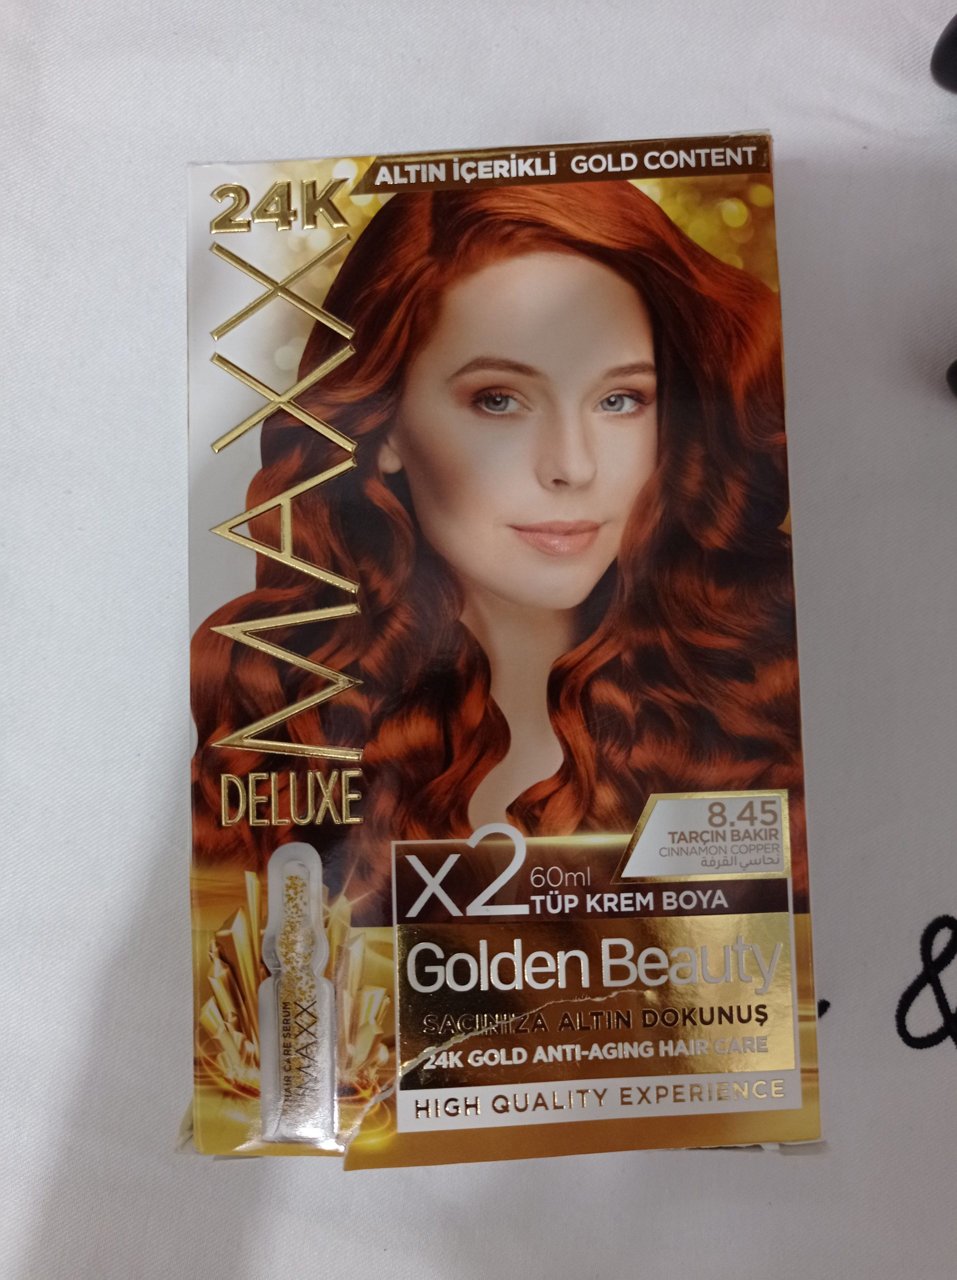 ALTIN İÇERİKLİ GOLD CONTENT
24K
MAXX
DELUXE
8.45
TARÇIN BAKIR
CINNAMON COPPER
نحاسي القرفة
X2 60ml
TÜP KREM BOYA
Golden Beauty
SAÇINIZA ALTIN DOKUNUŞ
24K GOLD ANTI-AGING HAIR CARE
HIGH QUALITY EXPERIENCE
HAIR CARE SERUM
MAXX
&